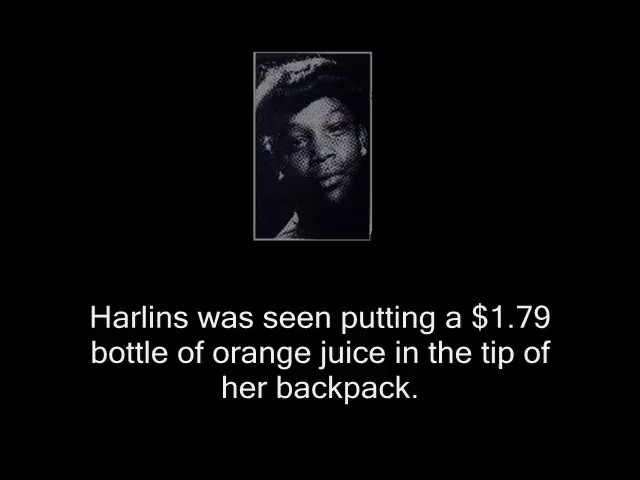 Harlins was seen putting a $1.79
bottle of orange juice in the tip of
her backpack.